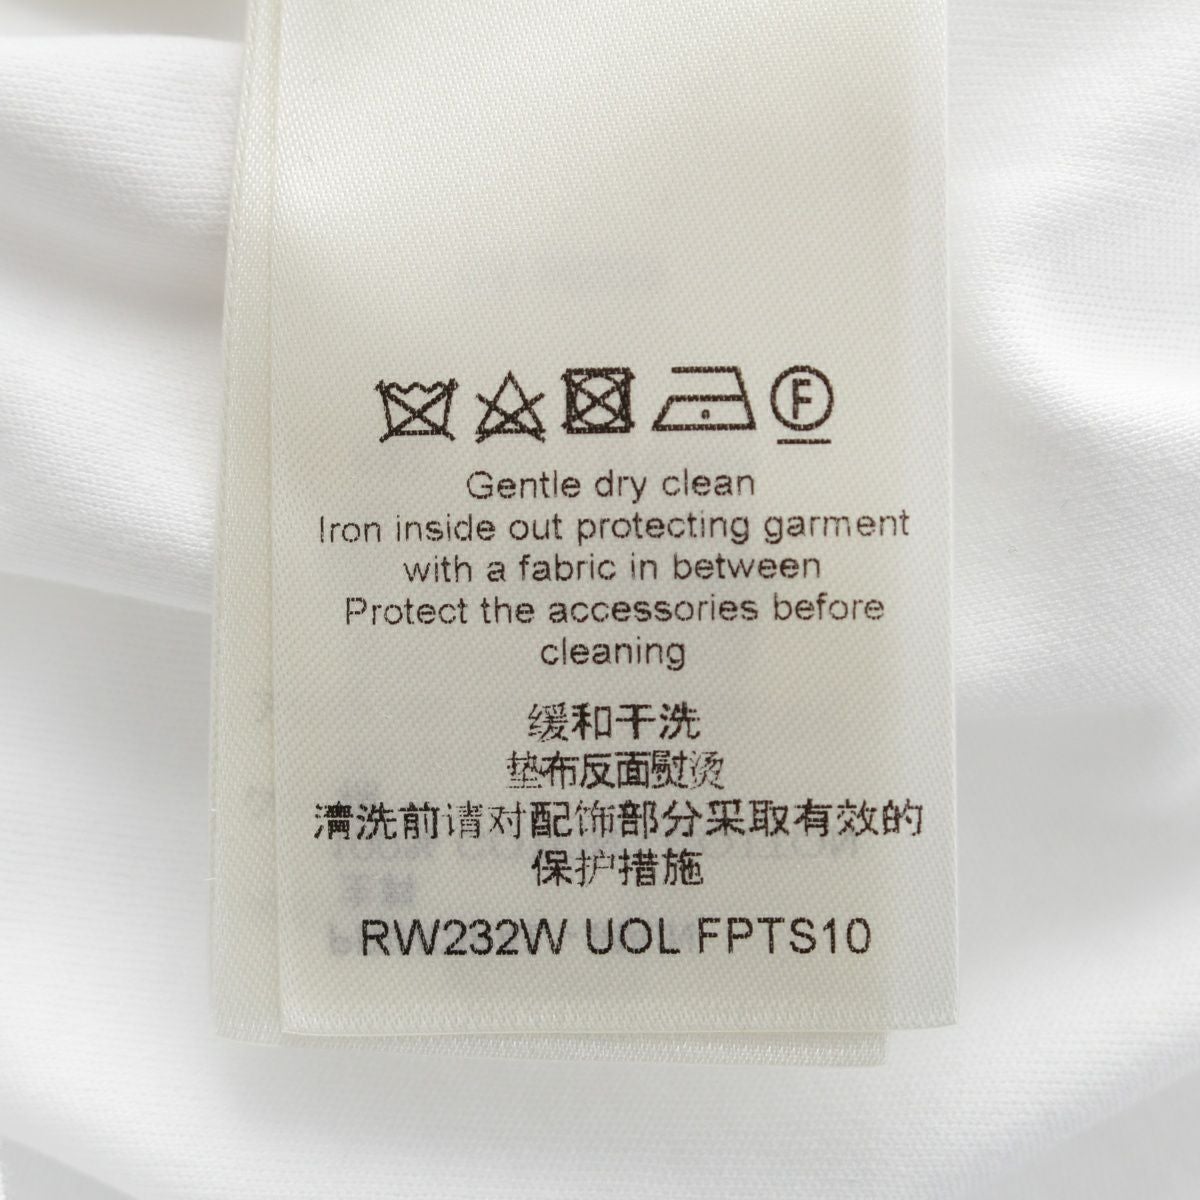 F
Gentle dry clean
Iron inside out protecting garment
with a fabric in between
Protect the accessories before
cleaning
缓和干洗
垫布反面熨烫
清洗前请对配饰部分采取有效的
保护措施
RW232W UOL FPTS10